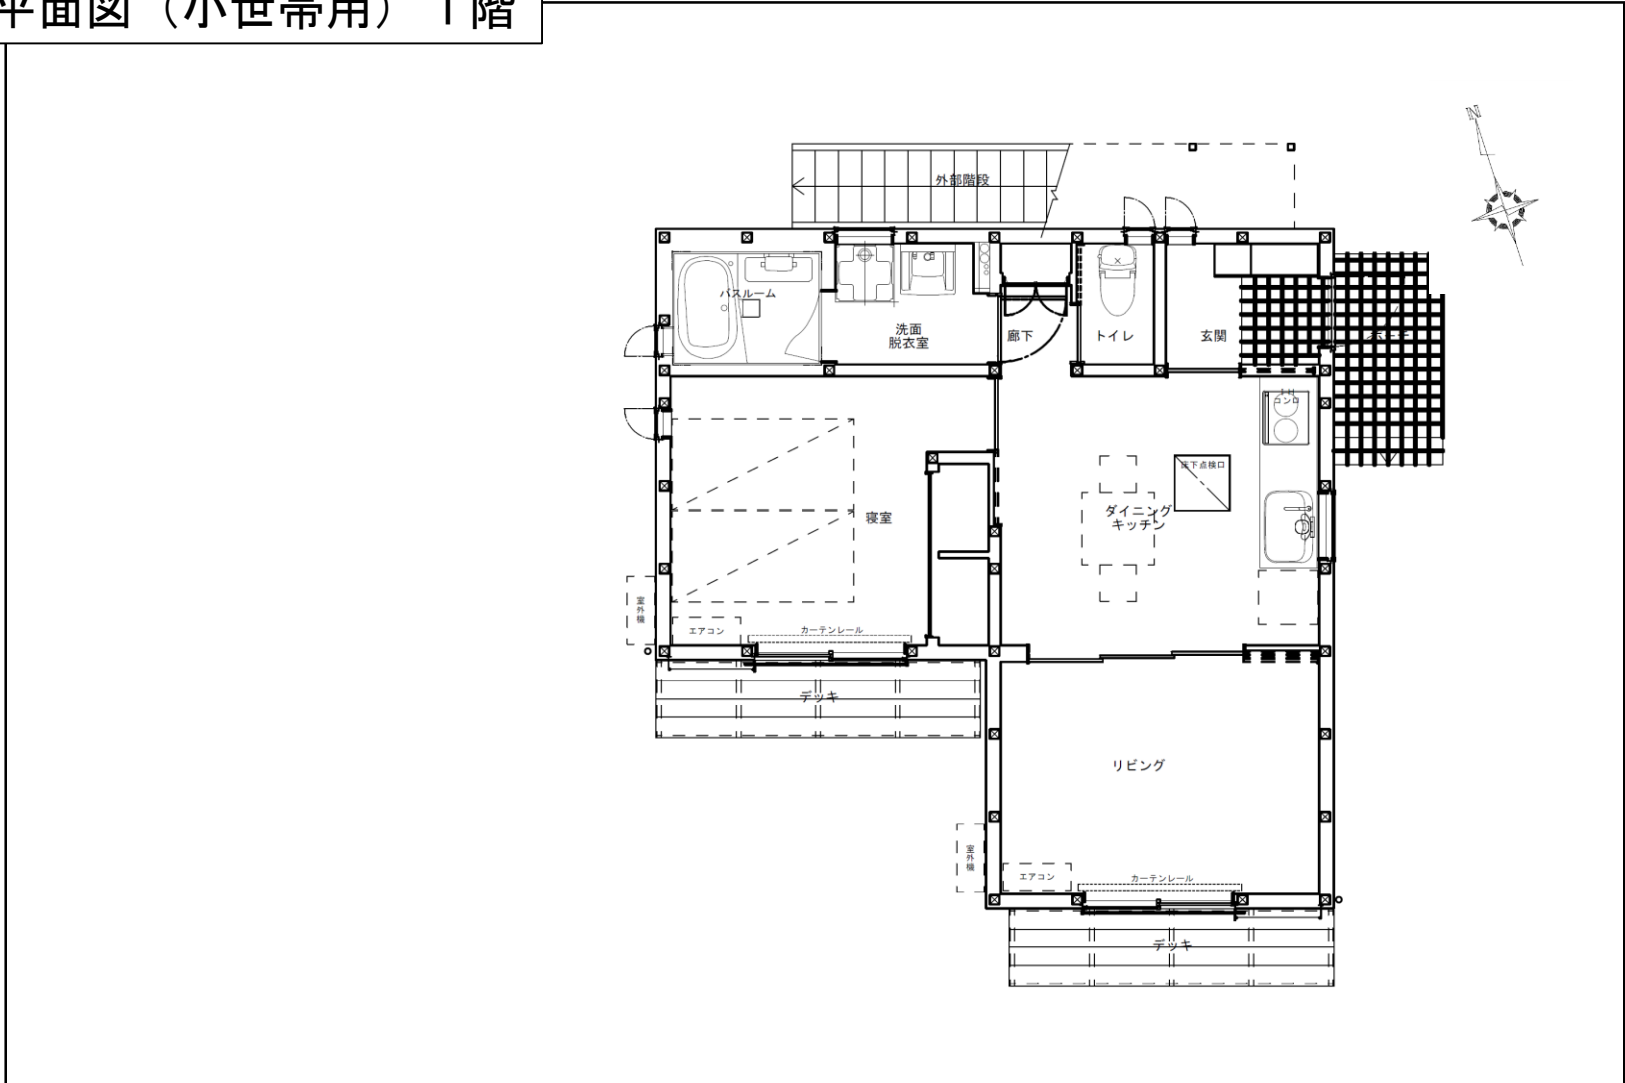 平面図（小世帯用）１階
N
外部階段
バスルーム
洗面
脱衣室
廊下
トイレ
玄関
コンロ
床下点検口
ダイニング
キッチン
寝室
室外機
エアコン
カーテンレール
デッキ
リビング
室外機
エアコン
カーテンレール
デッキ